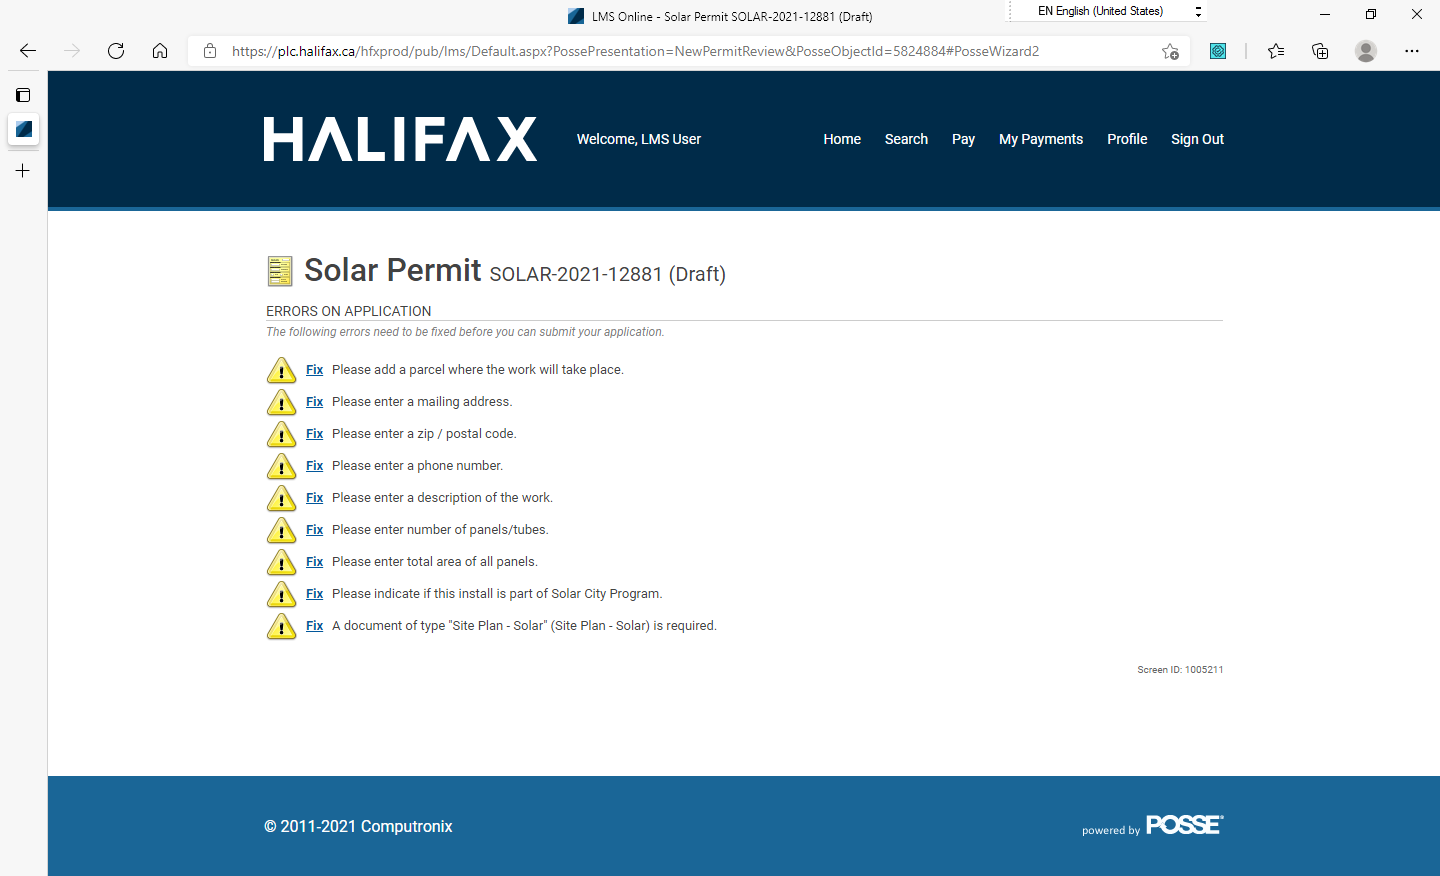 LMS Online - Solar Permit SOLAR-2021-12881 (Draft)
EN English (United States)
https://plc.halifax.ca/hfxprod/pub/lms/Default.aspx?PossePresentation=NewPermitReview&PosseObjectId=5824884#PosseWizard2
HALIFAX
Welcome, LMS User
Home Search Pay My Payments Profile Sign Out
Solar Permit SOLAR-2021-12881 (Draft)
ERRORS ON APPLICATION
The following errors need to be fixed before you can submit your application.
Fix Please add a parcel where the work will take place.
Fix Please enter a mailing address.
Fix Please enter a zip / postal code.
Fix Please enter a phone number.
Fix Please enter a description of the work.
Fix Please enter number of panels/tubes.
Fix Please enter total area of all panels.
Fix Please indicate if this install is part of Solar City Program.
Fix A document of type "Site Plan - Solar" (Site Plan - Solar) is required.
Screen ID: 1005211
© 2011-2021 Computronix
powered by POSSE®